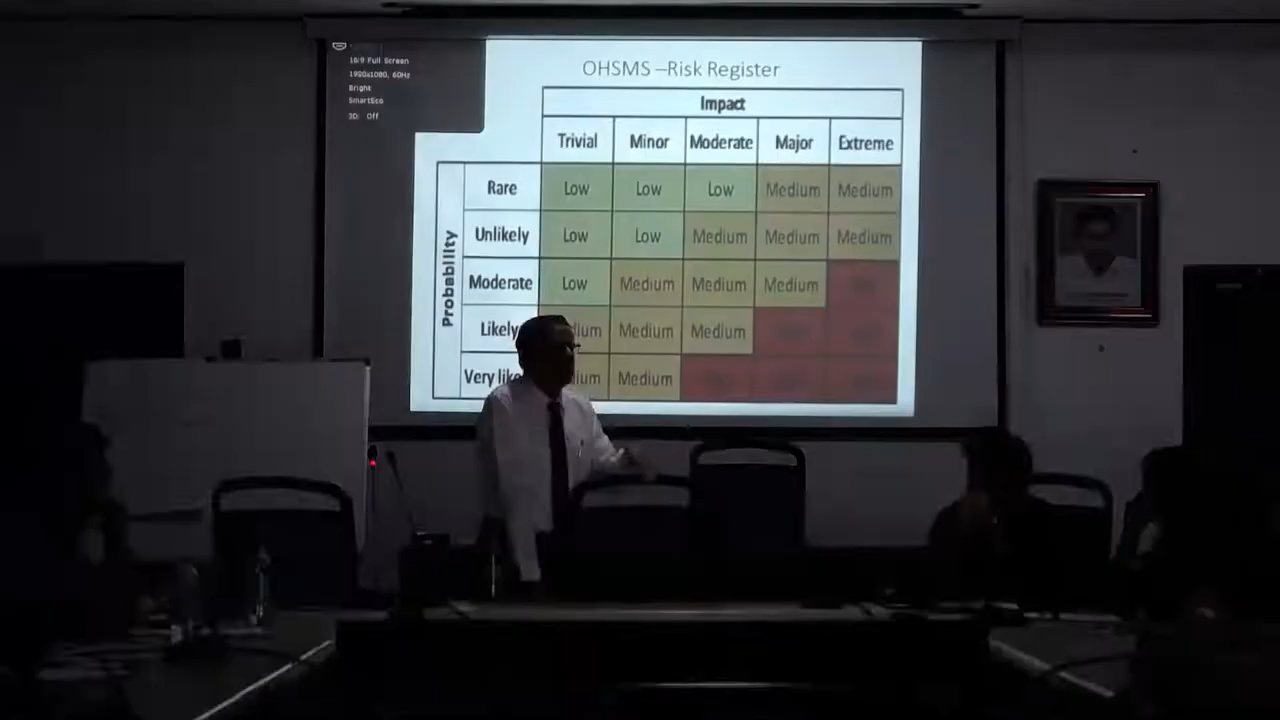 16/9 Full Screen
1980x1080, 60Hz
Bright
SmartEco
3D: Off
OHSMS –Risk Register
Impact
Trivial Minor Moderate Major Extreme
Probability
Rare Low Low Low Medium Medium
Unlikely Low Low Medium Medium Medium
Moderate Low Medium Medium Medium
Likely Medium Medium
Very Medium